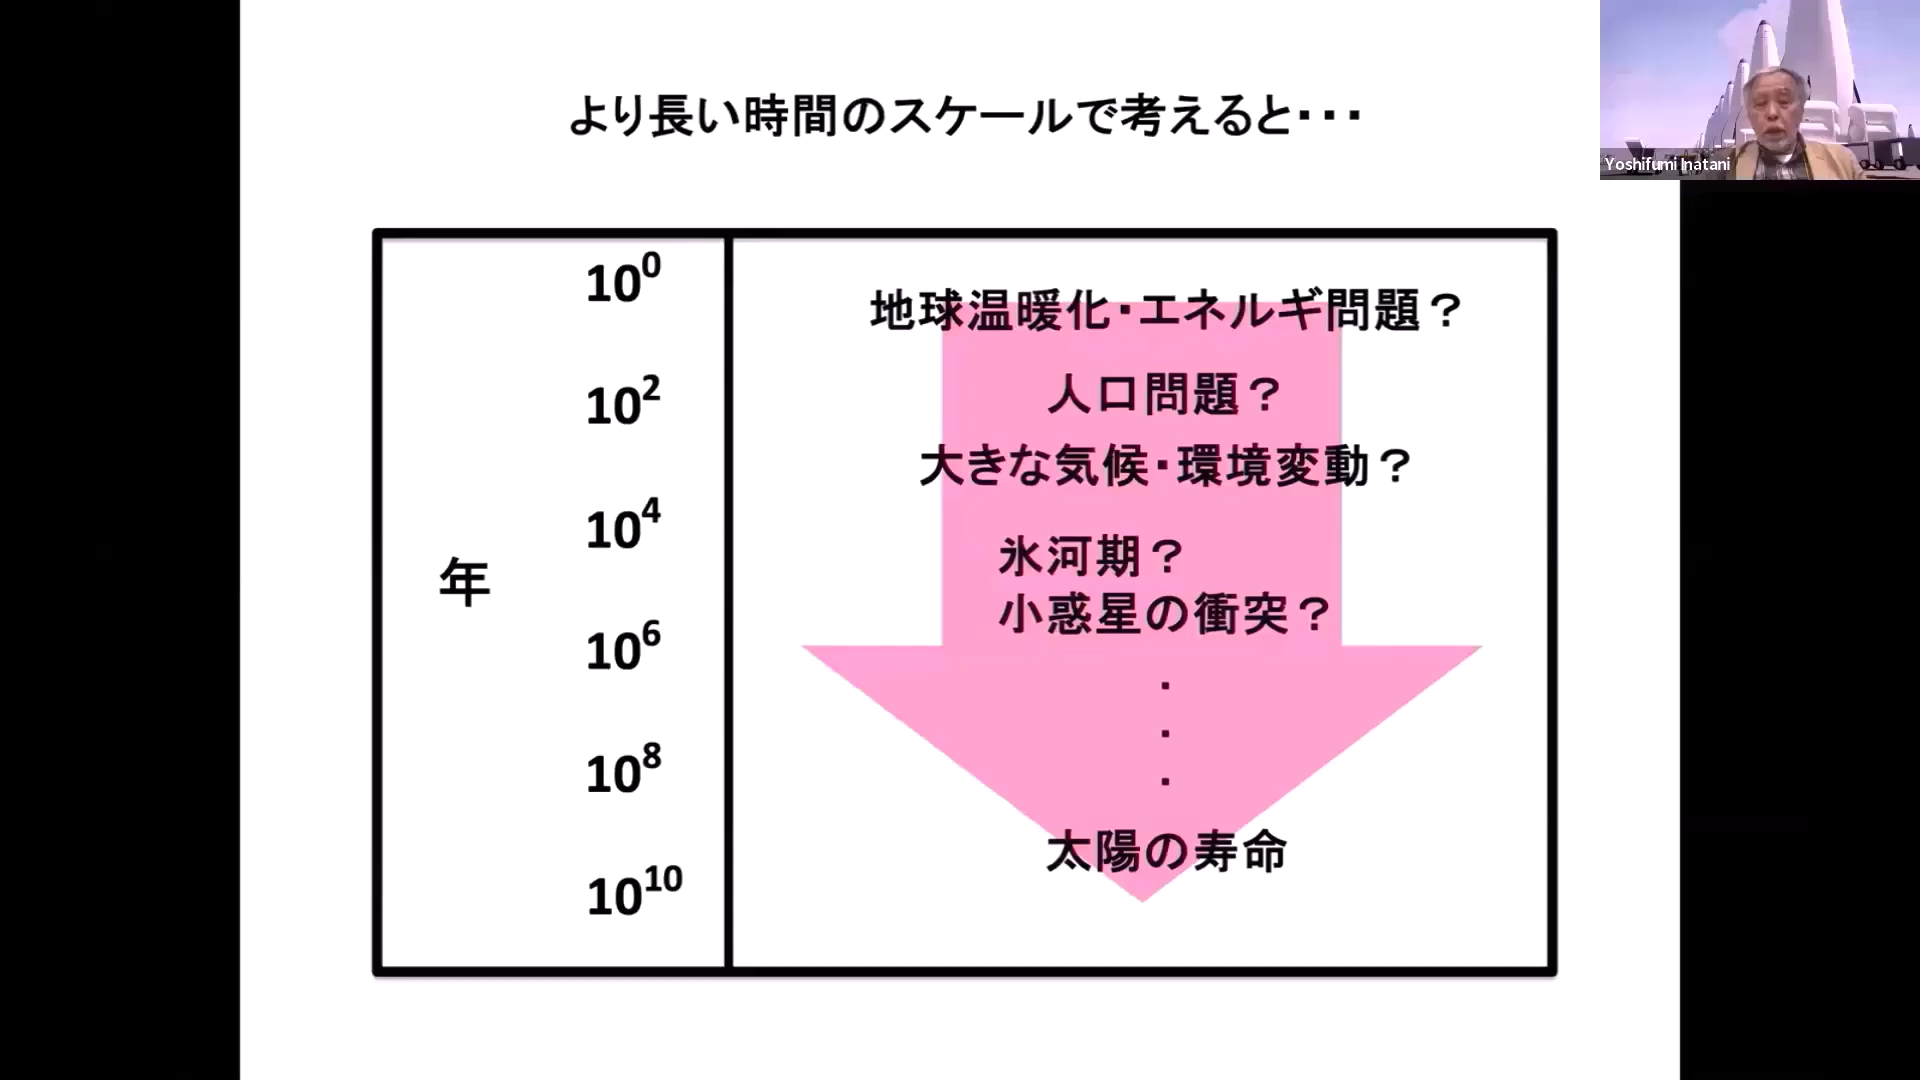 より長い時間のスケールで考えると・・・
Yoshifumi Inatani
年
10⁰
10²
10⁴
10⁶
10⁸
10¹⁰
地球温暖化・エネルギ問題？
人口問題？
大きな気候・環境変動？
氷河期？
小惑星の衝突？
・
・
・
太陽の寿命